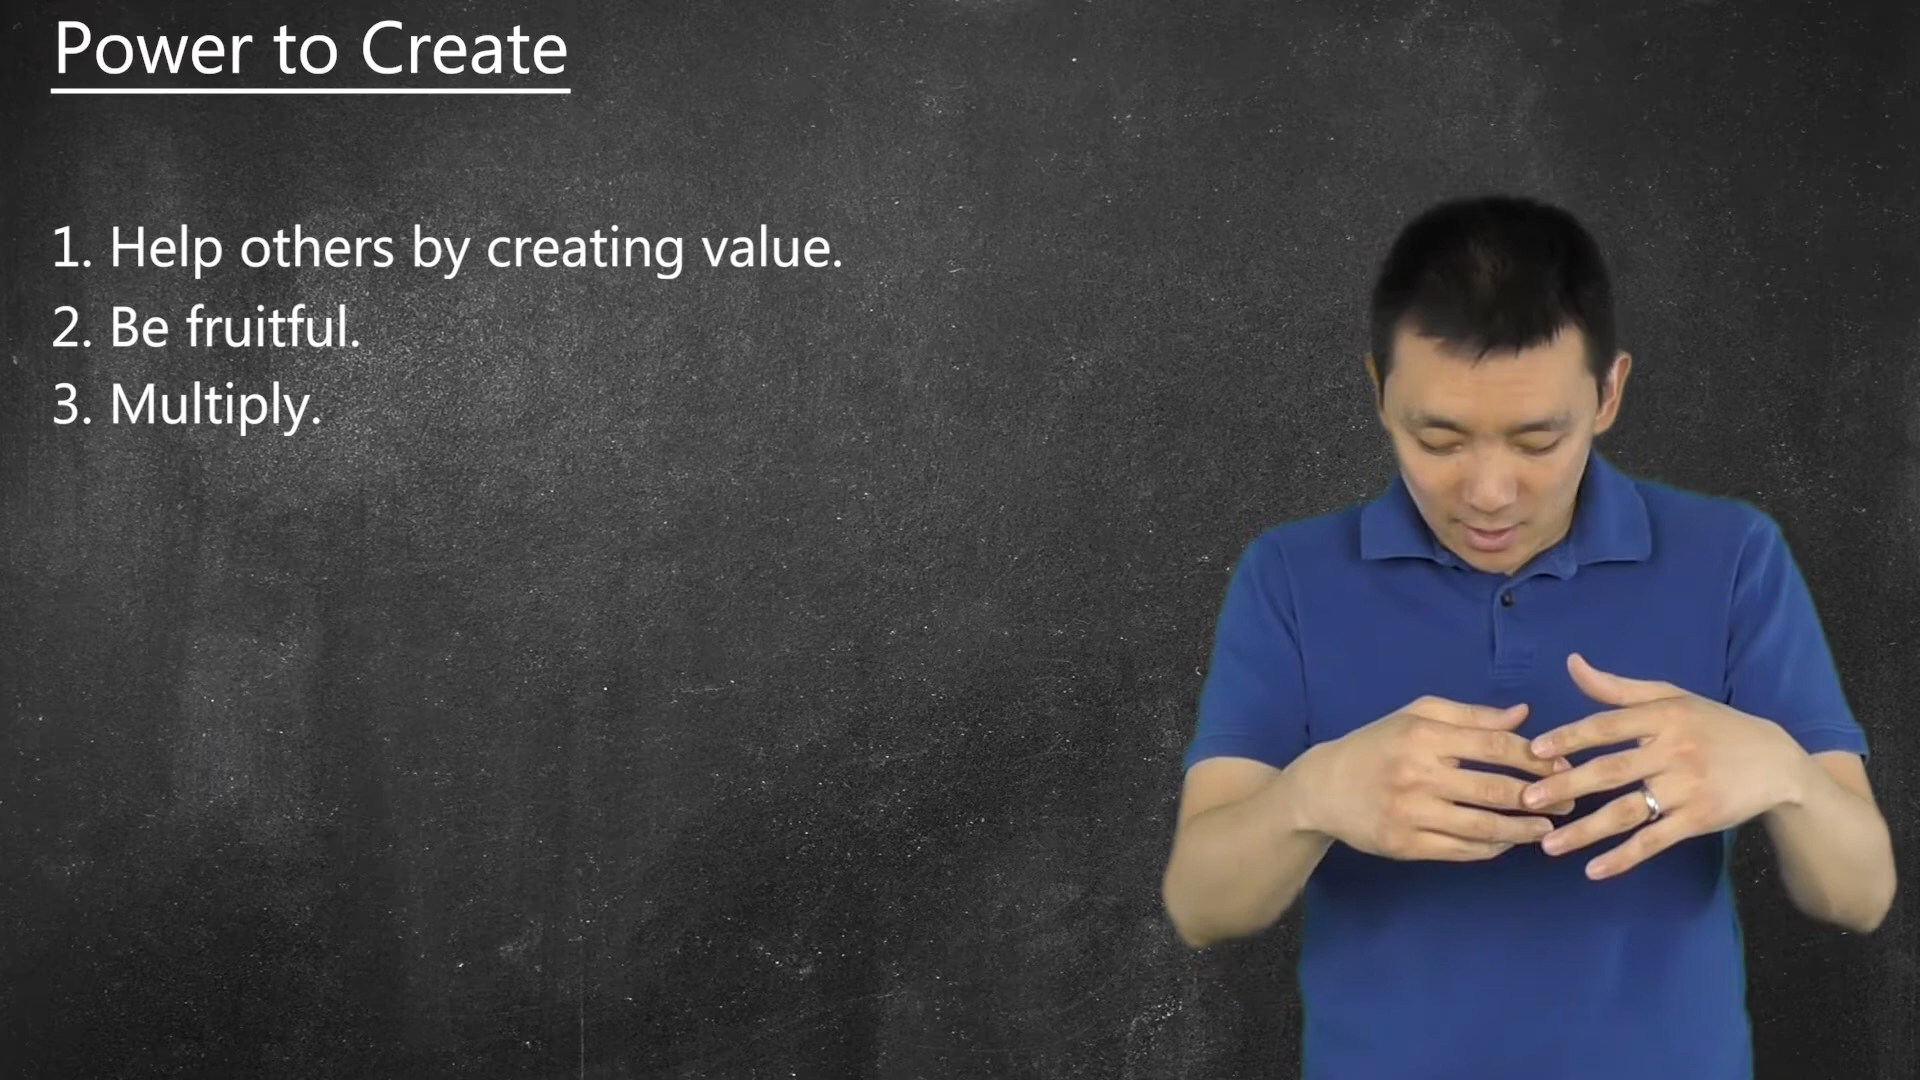 Power to Create
1. Help others by creating value.
2. Be fruitful.
3. Multiply.